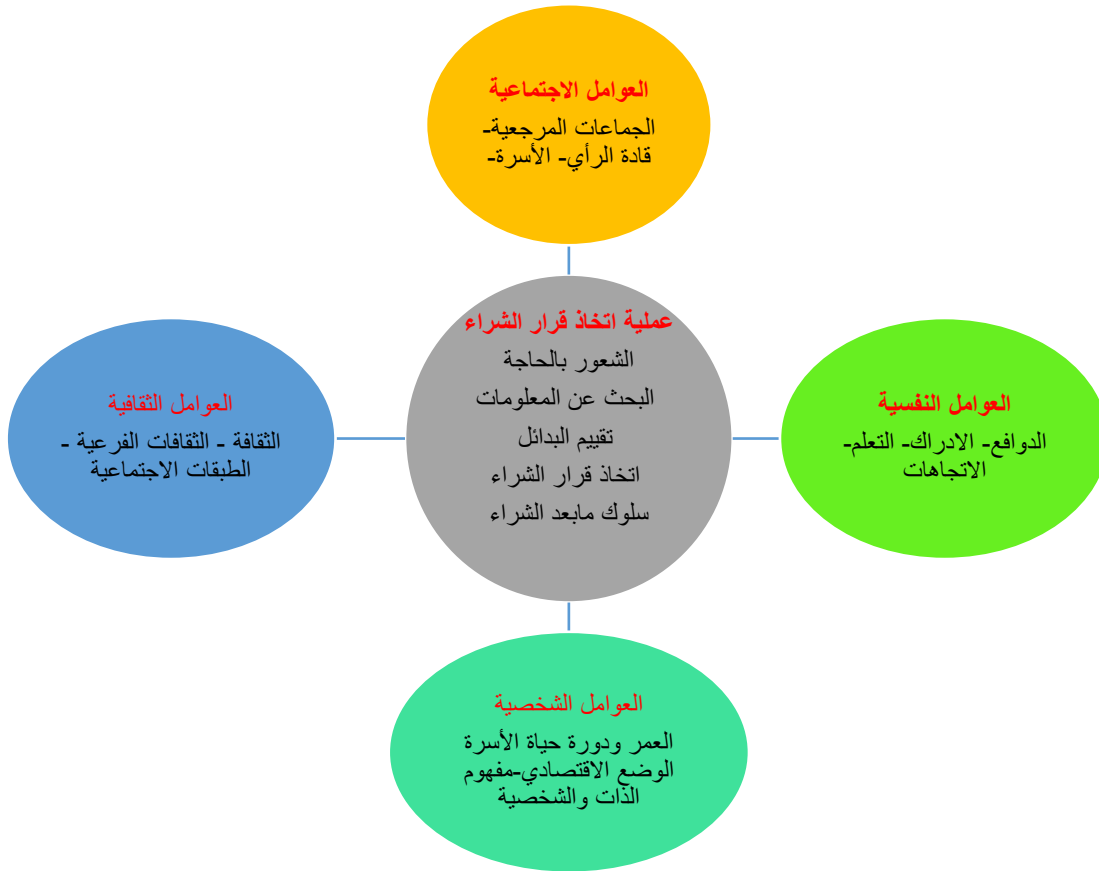 العوامل الاجتماعية
الجماعات المرجعية-
قادة الرأي- الأسرة-
عملية اتخاذ قرار الشراء
الشعور بالحاجة
البحث عن المعلومات
تقييم البدائل
اتخاذ قرار الشراء
سلوك مابعد الشراء
العوامل النفسية
الدوافع- الادراك- التعلم-
الاتجاهات
العوامل الثقافية
الثقافة - الثقافات الفرعية -
الطبقات الاجتماعية
العوامل الشخصية
العمر ودورة حياة الأسرة
الوضع الاقتصادي-مفهوم
الذات والشخصية